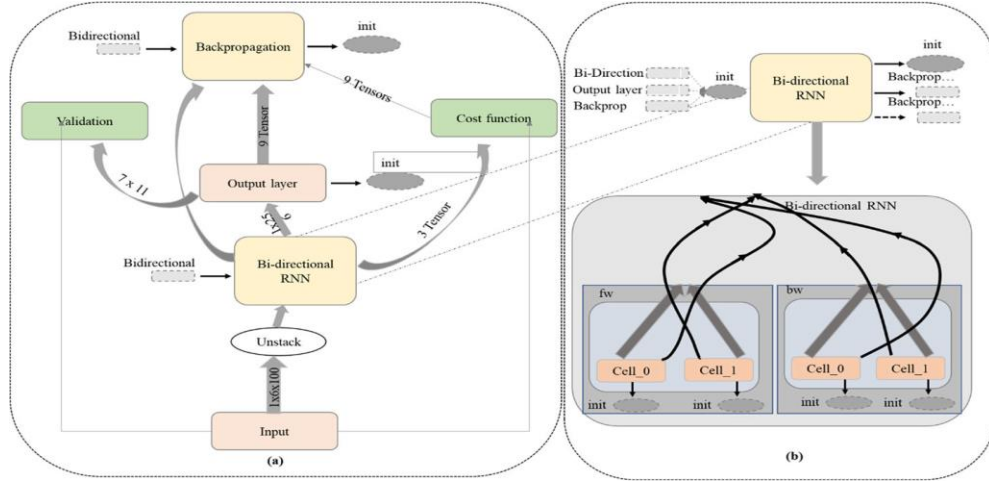 init
Bidirectional
Backpropagation
9 Tensors
Validation
Cost function
9 Tensor
init
7 x 11
Output layer
9
1x25
3 Tensor
Bidirectional
Bi-directional
RNN
Unstack
1x6x100
Input
(a)
init
Bi-Direction
init
Output layer
Backprop
Bi-directional
RNN
Backprop…
Backprop…
Bi-directional RNN
fw
bw
Cell_0
Cell_1
Cell_0
Cell_1
init
init
init
init
(b)